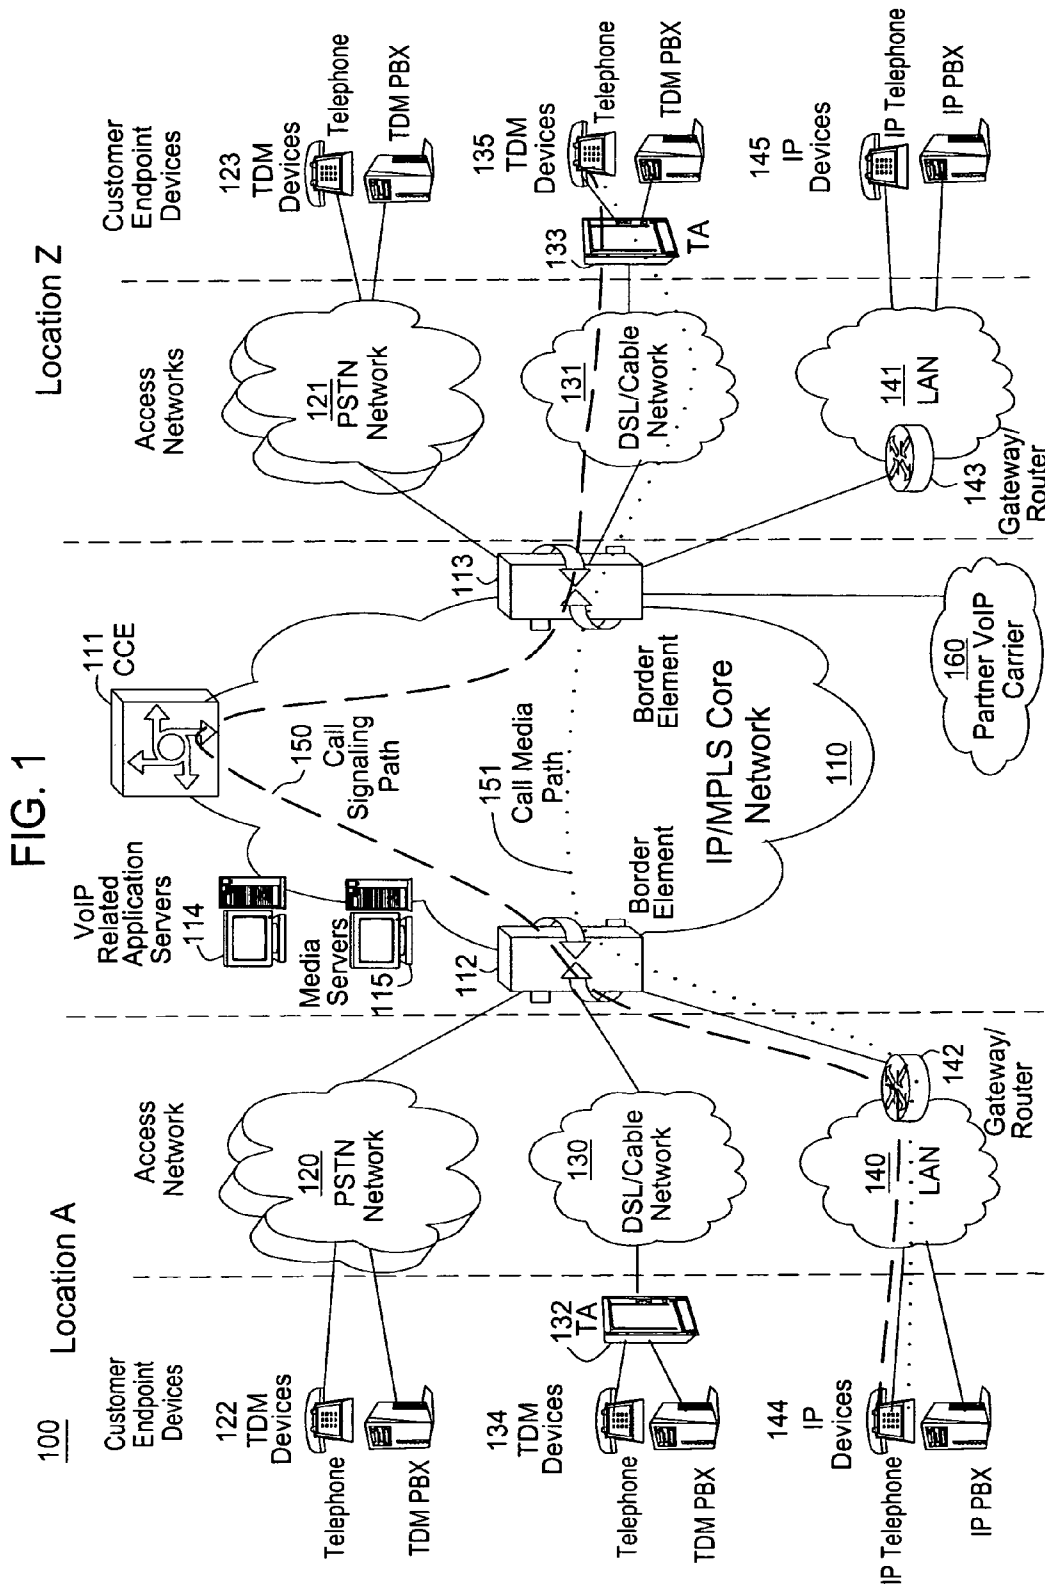 FIG. 1
100
Location A
Location Z
Customer
Endpoint
Devices
Access
Network
VoIP
Related
Application
Servers
114
111
CCE
Access
Networks
Customer
Endpoint
Devices
122
TDM
Devices
Telephone
TDM PBX
120
PSTN
Network
Media
Servers
115
150
Call
Signaling
Path
121
PSTN
Network
123
TDM
Devices
Telephone
TDM PBX
112
113
134
TDM
Devices
Telephone
TDM PBX
132
TA
130
DSL/Cable
Network
151
Call Media
Path
Border
Element
Border
Element
131
DSL/Cable
Network
133
TA
135
TDM
Devices
Telephone
TDM PBX
IP/MPLS Core
Network
110
144
IP
Devices
IP Telephone
IP PBX
140
LAN
142
Gateway/
Router
160
Partner VoIP
Carrier
143
Gateway/
Router
141
LAN
145
IP
Devices
IP Telephone
IP PBX